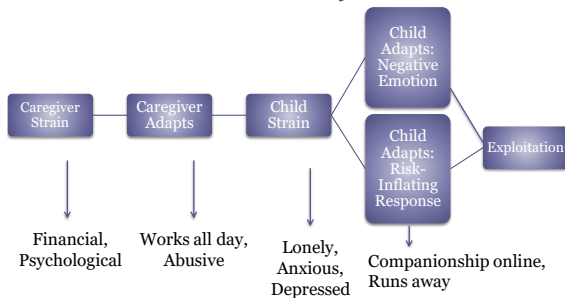 Child
Adapts:
Negative
Emotion
Caregiver
Strain
Caregiver
Adapts
Child
Strain
Child
Adapts:
Risk-
Inflating
Response
Exploitation
Financial,
Psychological
Works all day,
Abusive
Lonely,
Anxious,
Depressed
Companionship online,
Runs away